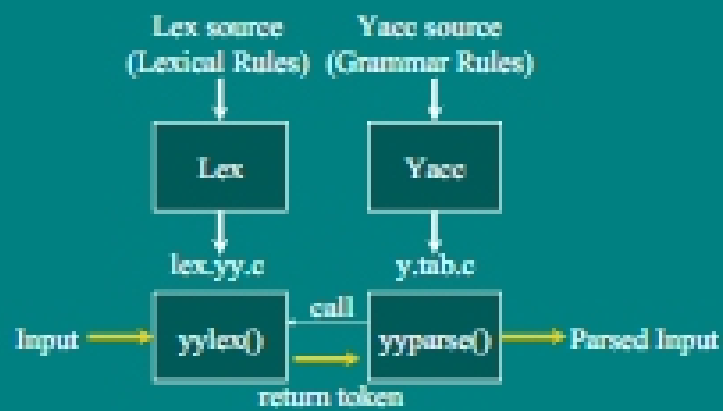 Lex source
(Lexical Rules)
Yacc source
(Grammar Rules)
Lex
Yacc
lex.yy.c
y.tab.c
Input
yylex()
call
yyparse()
Parsed Input
return token